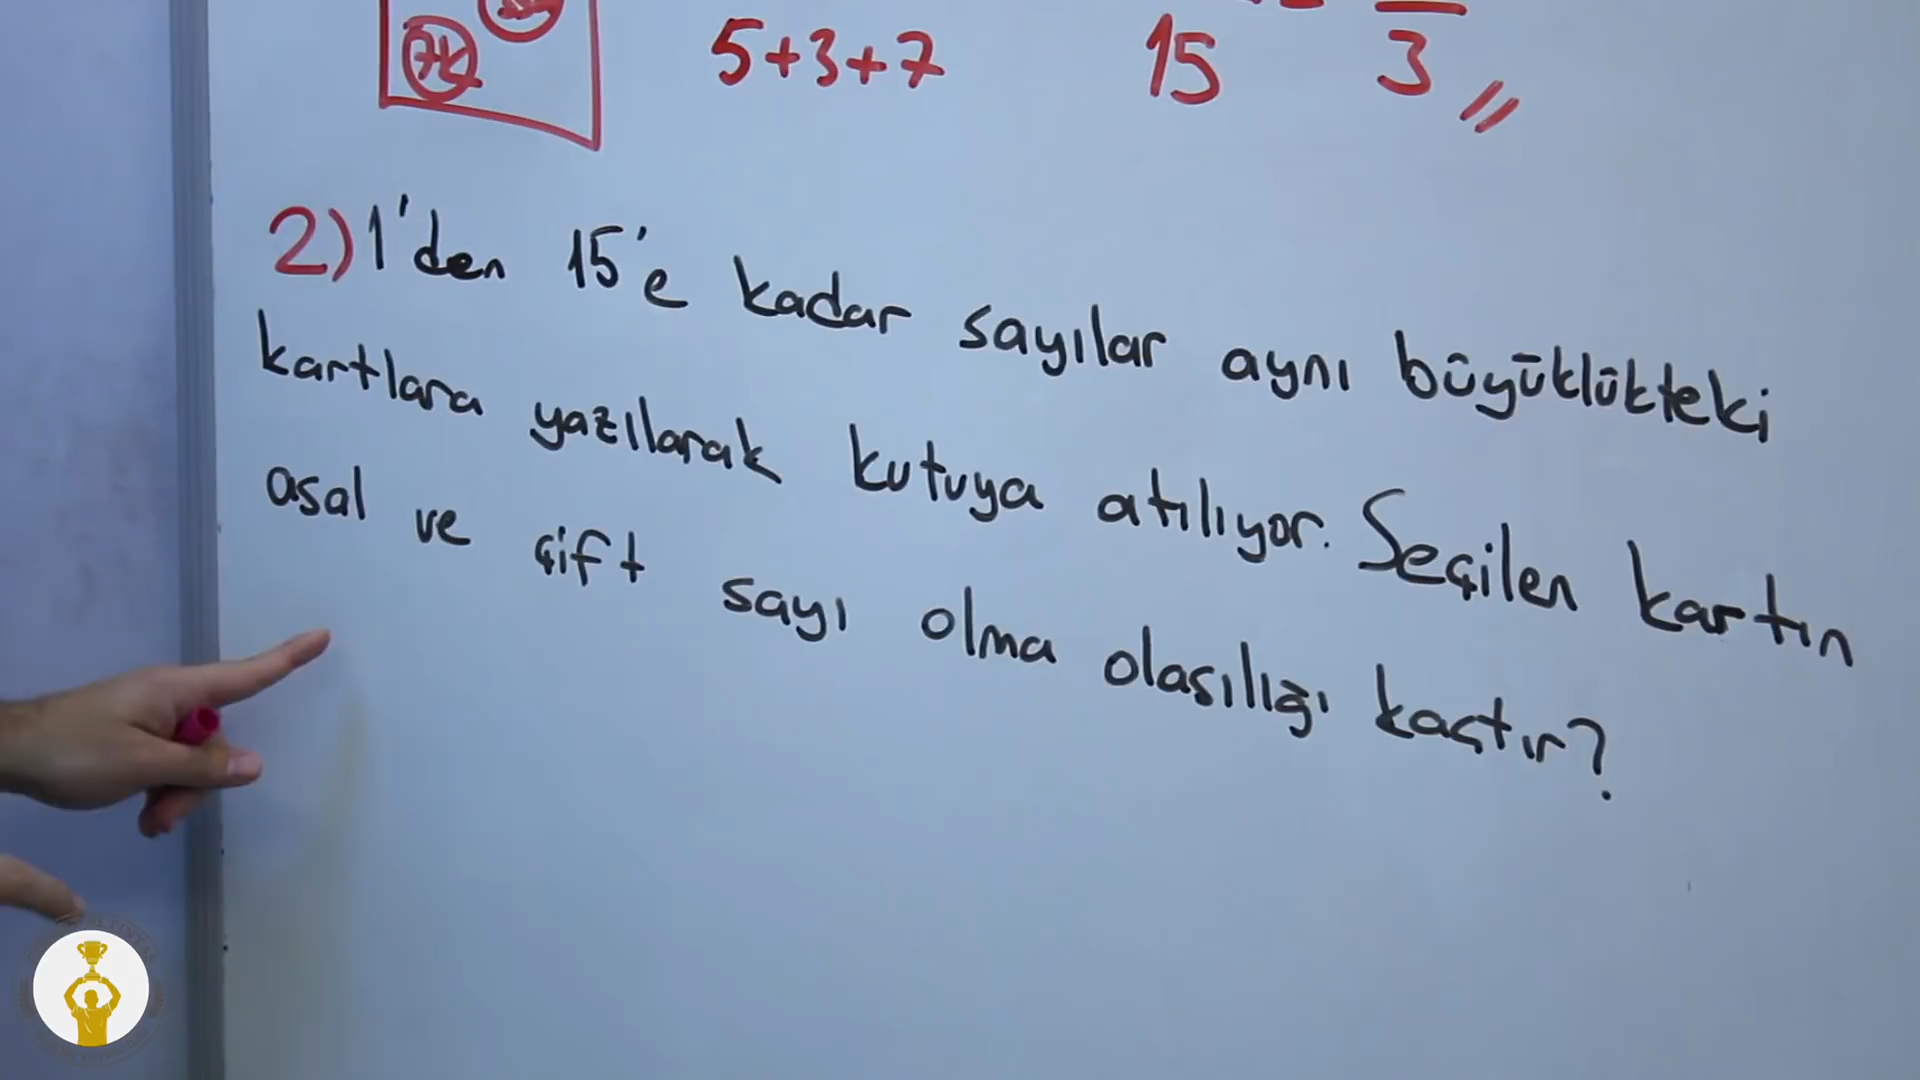 5+3+7 15 3
2) 1'den 15'e kadar sayılar aynı büyüklükteki
kartlara yazılarak kutuya atılıyor. Seçilen kartın
asal ve çift sayı olma olasılığı kaçtır?